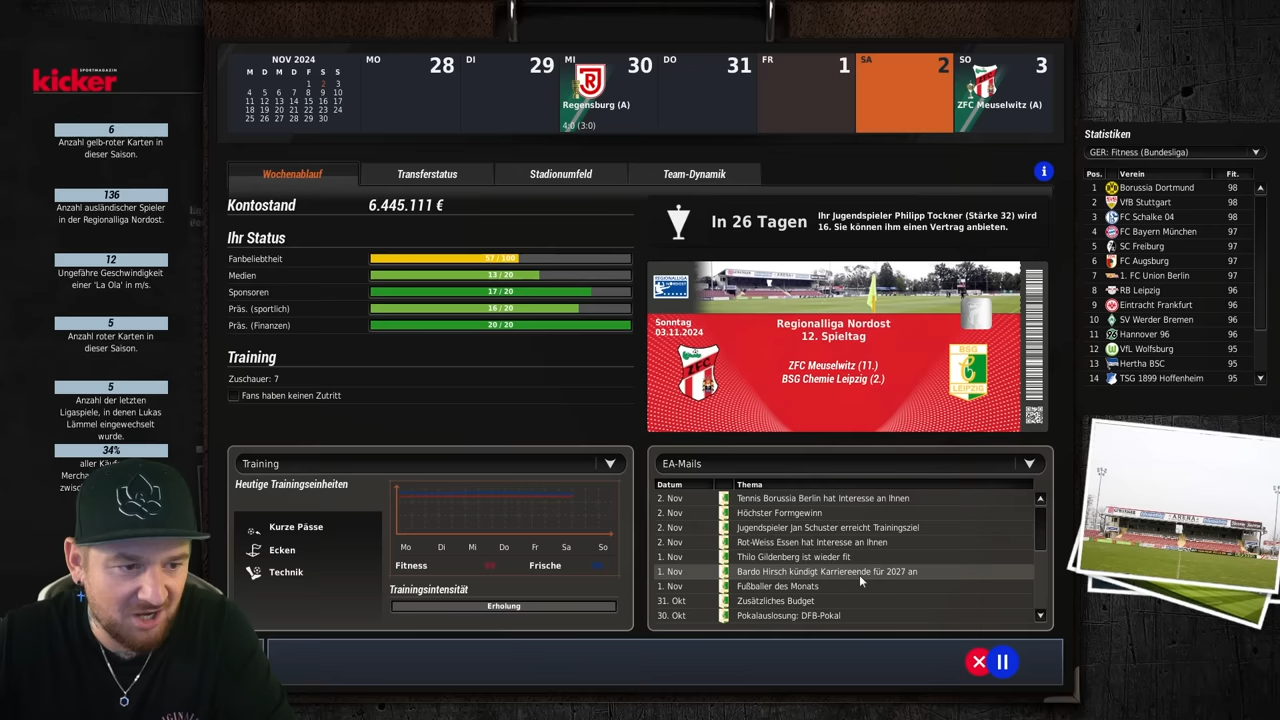 kicker
SPORTMAGAZIN
6
Anzahl gelb-roter Karten in
dieser Saison.
136
Anzahl ausländischer Spieler
in der Regionalliga Nordost.
12
Ungefähre Geschwindigkeit
einer 'La Ola' in m/s.
5
Anzahl roter Karten in
dieser Saison.
5
Anzahl der letzten
Ligaspiele, in denen Lukas
Lämmel eingewechselt
wurde.
34%
NOV 2024
M D M D F S S
1 2 3
4 5 6 7 8 9 10
11 12 13 14 15 16 17
18 19 20 21 22 23 24
25 26 27 28 29 30
MO 28
DI 29
MI 30
Regensburg (A)
4:0 (3:0)
DO 31
FR 1
SA 2
SO 3
ZFC Meuselwitz (A)
Wochenablauf
Transferstatus
Stadionumfeld
Team-Dynamik
i
Kontostand 6.445.111 €
Ihr Status
Fanbeliebtheit 57 / 100
Medien 13 / 20
Sponsoren 17 / 20
Präs. (sportlich) 16 / 20
Präs. (Finanzen) 20 / 20
Training
Zuschauer: 7
Fans haben keinen Zutritt
In 26 Tagen
Ihr Jugendspieler Philipp Tockner (Stärke 32) wird
16. Sie können ihm einen Vertrag anbieten.
REGIONALLIGA
NORDOST
Sonntag
03.11.2024
Regionalliga Nordost
12. Spieltag
ZFC Meuselwitz (11.)
BSG Chemie Leipzig (2.)
ZFC
BSG
LEIPZIG
Training
Heutige Trainingseinheiten
Kurze Pässe
Ecken
Technik
Mo Di Mi Do Fr Sa So
Fitness
Frische
Trainingsintensität
Erholung
EA-Mails
Datum Thema
2. Nov Tennis Borussia Berlin hat Interesse an Ihnen
2. Nov Höchster Formgewinn
2. Nov Jugendspieler Jan Schuster erreicht Trainingsziel
2. Nov Rot-Weiss Essen hat Interesse an Ihnen
1. Nov Thilo Gildenberg ist wieder fit
1. Nov Bardo Hirsch kündigt Karriereende für 2027 an
1. Nov Fußballer des Monats
31. Okt Zusätzliches Budget
30. Okt Pokalauslosung: DFB-Pokal
Statistiken
GER: Fitness (Bundesliga)
Pos. Verein Fit.
1 Borussia Dortmund 98
2 VfB Stuttgart 98
3 FC Schalke 04 98
4 FC Bayern München 97
5 SC Freiburg 97
6 FC Augsburg 97
7 1. FC Union Berlin 97
8 RB Leipzig 96
9 Eintracht Frankfurt 96
10 SV Werder Bremen 96
11 Hannover 96 96
12 VfL Wolfsburg 95
13 Hertha BSC 95
14 TSG 1899 Hoffenheim 95